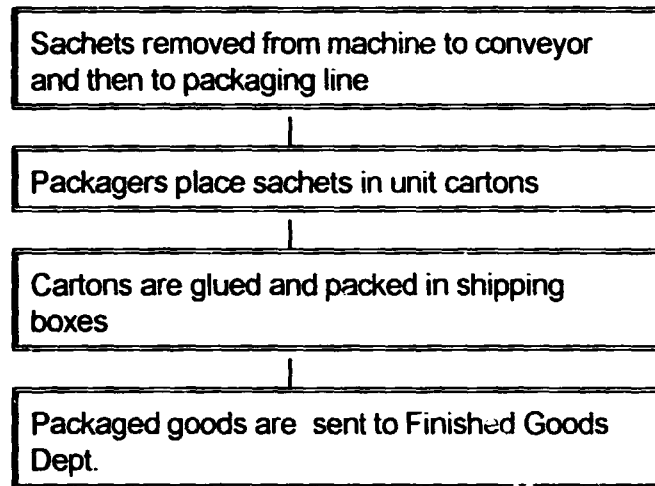 Sachets removed from machine to conveyor
and then to packaging line
Packagers place sachets in unit cartons
Cartons are glued and packed in shipping
boxes
Packaged goods are sent to Finished Goods
Dept.